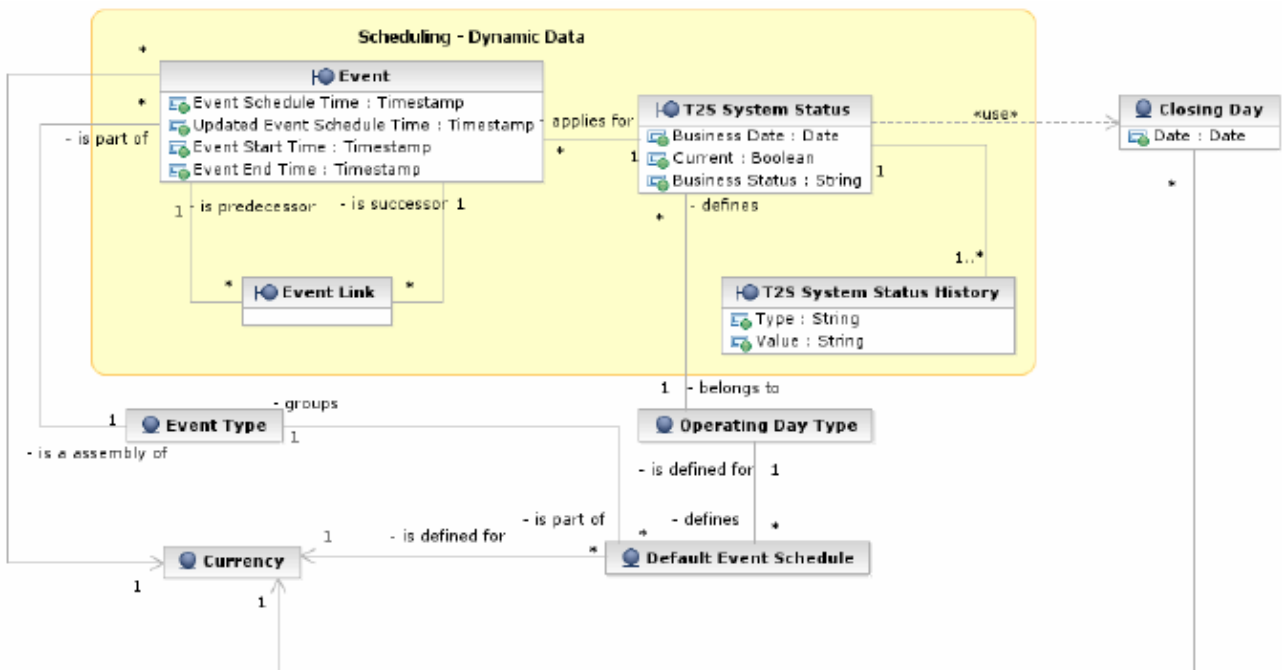 Scheduling - Dynamic Data
*
Event
Event Schedule Time : Timestamp
Updated Event Schedule Time : Timestamp
Event Start Time : Timestamp
Event End Time : Timestamp
*
- is part of
- applies for
*
1
T2S System Status
Business Date : Date
Current : Boolean
Business Status : String
«use»
Closing Day
Date : Date
1
*
1
- is predecessor
- is successor 1
*
- defines
1..*
*
Event Link
*
T2S System Status History
Type : String
Value : String
1
- belongs to
- groups
1
Event Type
1
Operating Day Type
- is a assembly of
- is defined for
1
- is part of
- defines
1
- is defined for
*
*
*
Currency
Default Event Schedule
1
1